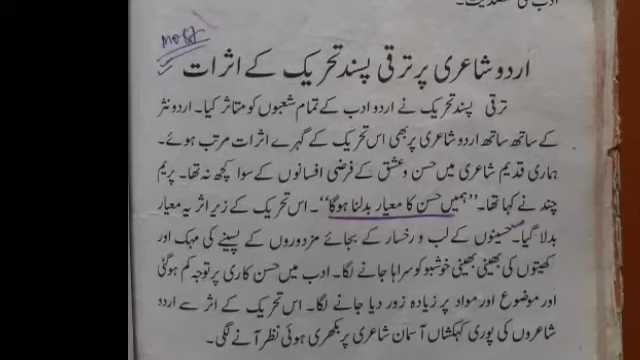 most
اردو شاعری پر ترقی پسند تحریک کے اثرات
ترقی پسند تحریک نے اردو ادب کے تمام شعبوں کو متاثر کیا۔ اردو نثر
کے ساتھ ساتھ اردو شاعری پر بھی اس تحریک کے گہرے اثرات مرتب ہوئے۔
ہماری قدیم شاعری میں حسن و عشق کے فرضی افسانوں کے سوا کچھ نہ تھا۔ پریم
چند نے کہا تھا۔ "ہمیں حسن کا معیار بدلنا ہوگا"۔ اس تحریک کے زیر اثر یہ معیار
بدلا گیا۔ حسینوں کے لب و رخسار کے بجائے مزدوروں کے پسینے کی مہک اور
کھیتوں کی بھینی بھینی خوشبو کو سراہا جانے لگا۔ ادب میں حسن کاری پر توجہ کم ہوگئی
اور موضوع اور مواد پر زیادہ زور دیا جانے لگا۔ اس تحریک کے اثر سے اردو
شاعروں کی پوری کہکشاں آسمان شاعری پر بکھری ہوئی نظر آنے لگی۔